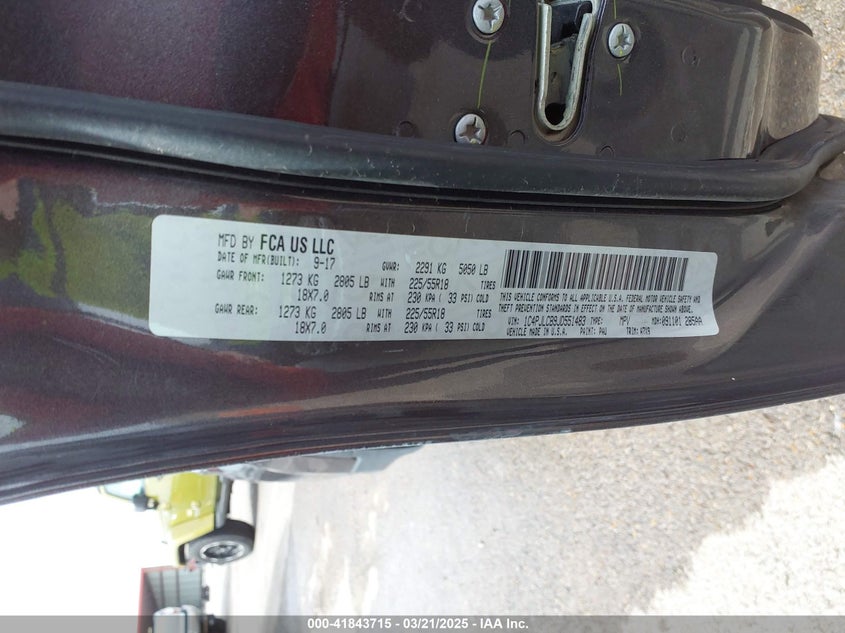 MFD BY FCA US LLC
DATE OF MFR(BUILT): 9-17 GVWR: 2291 KG 5050 LB
GAWR FRONT: 1273 KG 2805 LB WITH 225/55R18 TIRES
18X7.0 RIMS AT 230 KPA ( 33 PSI) COLD
GAWR REAR: 1273 KG 2805 LB WITH 225/55R18 TIRES
18X7.0 RIMS AT 230 KPA ( 33 PSI) COLD
THIS VEHICLE CONFORMS TO ALL APPLICABLE U.S.A. FEDERAL MOTOR VEHICLE SAFETY AND
THEFT PREVENTION STANDARDS IN EFFECT ON THE DATE OF MANUFACTURE SHOWN ABOVE.
VIN: 1C4PJLCB9JD551483 TYPE: MPV MDH: 091101 285AA
VEHICLE MADE IN U.S.A. PAINT: PAU TRIM:
000-41843715 - 03/21/2025 - IAA Inc.